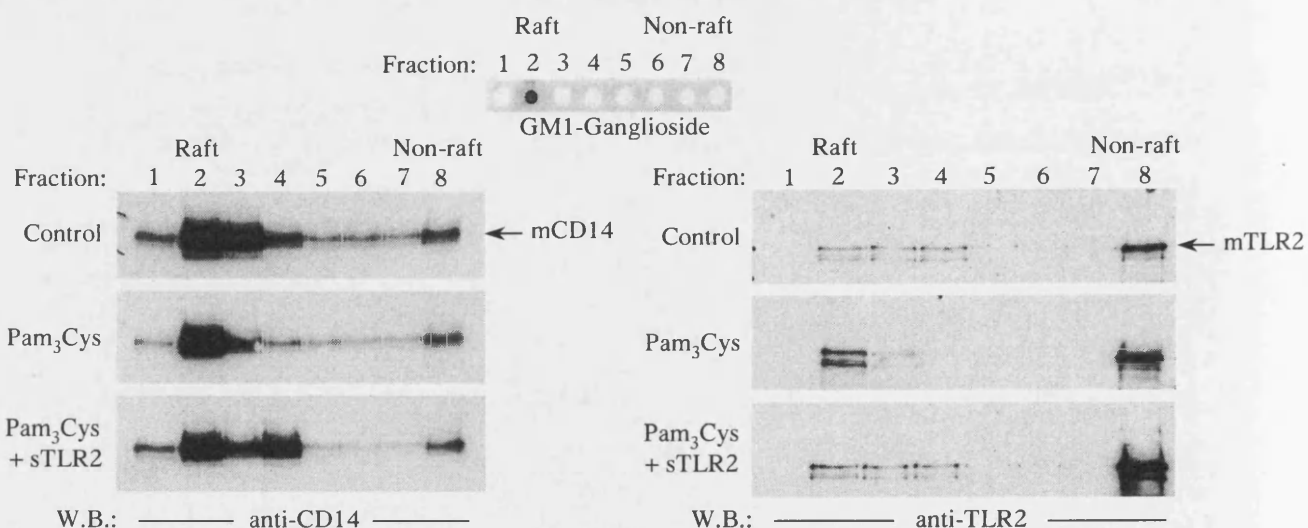 Raft Non-raft
Fraction: 1 2 3 4 5 6 7 8
GM1-Ganglioside
Raft Non-raft
Fraction: 1 2 3 4 5 6 7 8
Control
← mCD14
Pam₃Cys
Pam₃Cys
+ sTLR2
W.B.: anti-CD14
Raft Non-raft
Fraction: 1 2 3 4 5 6 7 8
Control
← mTLR2
Pam₃Cys
Pam₃Cys
+ sTLR2
W.B.: anti-TLR2